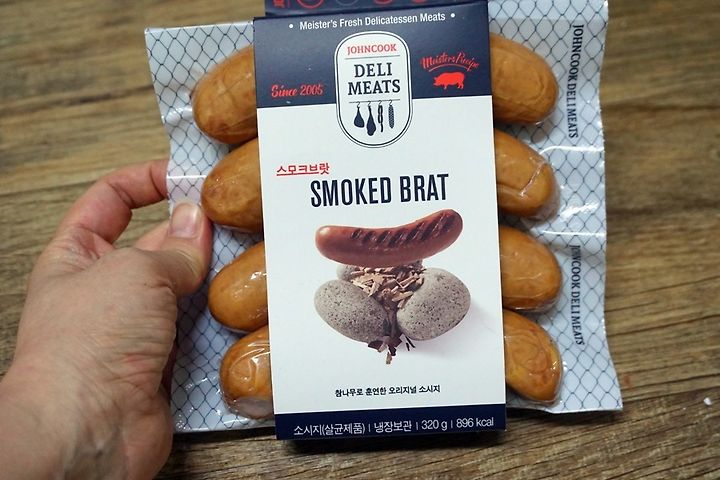 • Meister's Fresh Delicatessen Meats •
JOHNCOOK
DELI
MEATS
Since 2005
Meister's Recipe
스모크브랏
SMOKED BRAT
참나무로 훈연한 오리지널 소시지
소시지(살균제품) | 냉장보관 | 320 g | 896 kcal
JOHNCOOK DELI MEATS
JOHNCOOK DELI MEATS